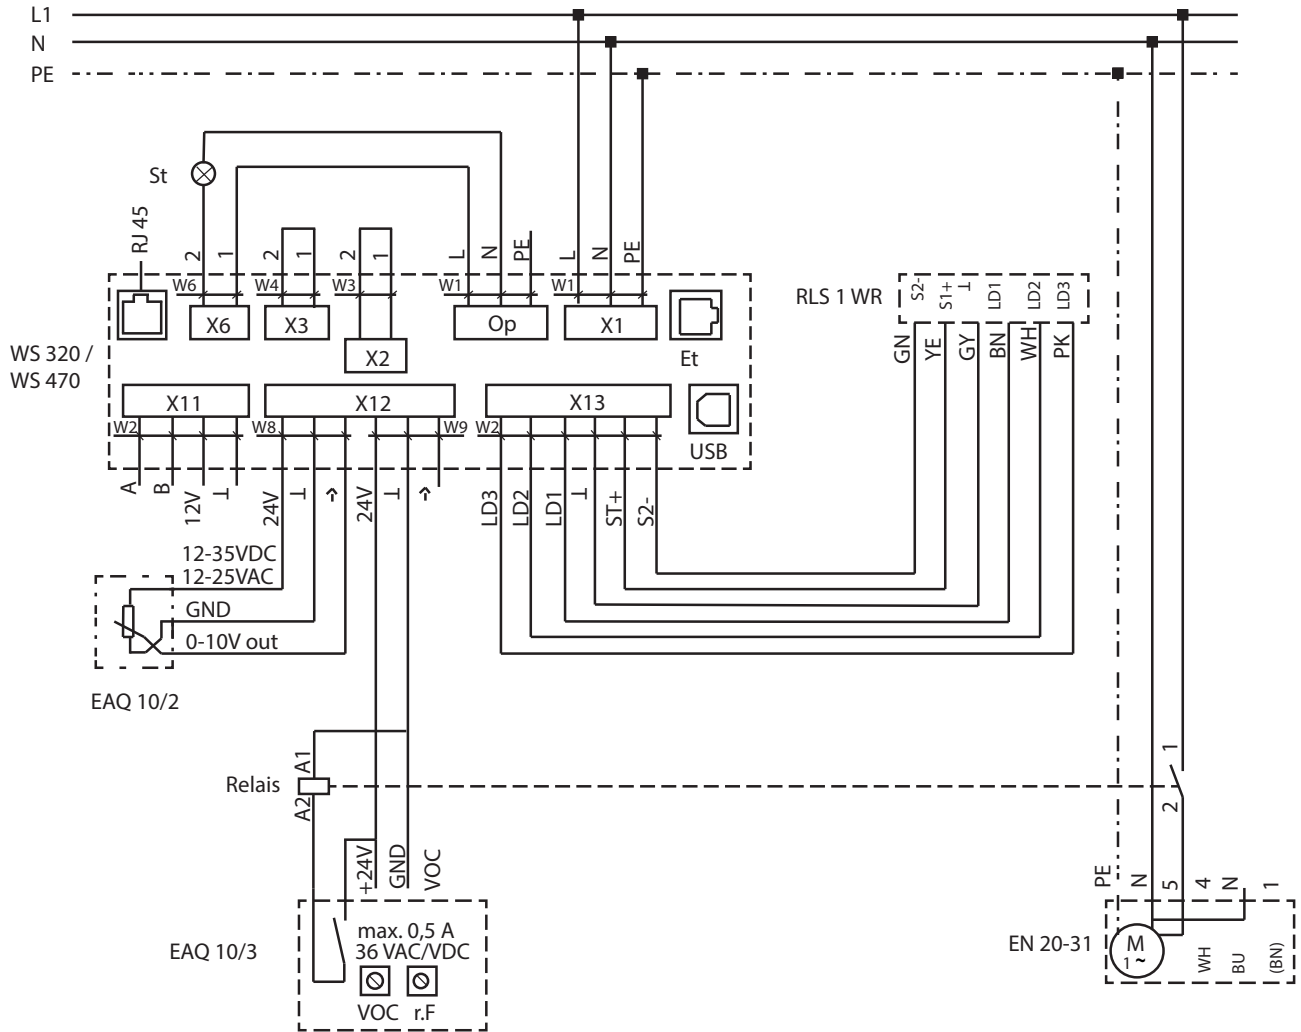 L1
N
PE
St
RJ 45
2
1
2
1
2
1
L
N
PE
L
N
PE
W6
W4
W3
W1
W1
X6
X3
Op
X1
X2
Et
WS 320 /
WS 470
RLS 1 WR
S2-
S1+
⊥
LD1
LD2
LD3
GN
YE
GY
BN
WH
PK
X11
X12
X13
W2
W8
W9
W2
USB
A
B
12V
⊥
24V
⊥
24V
⊥
LD3
LD2
LD1
⊥
ST+
S2-
12-35VDC
12-25VAC
GND
0-10V out
EAQ 10/2
A1
Relais
A2
1
2
+24V
GND
VOC
PE
N
5
4
N
1
EAQ 10/3
max. 0,5 A
36 VAC/VDC
VOC r.F
EN 20-31
M
1 ~
WH
BU
(BN)